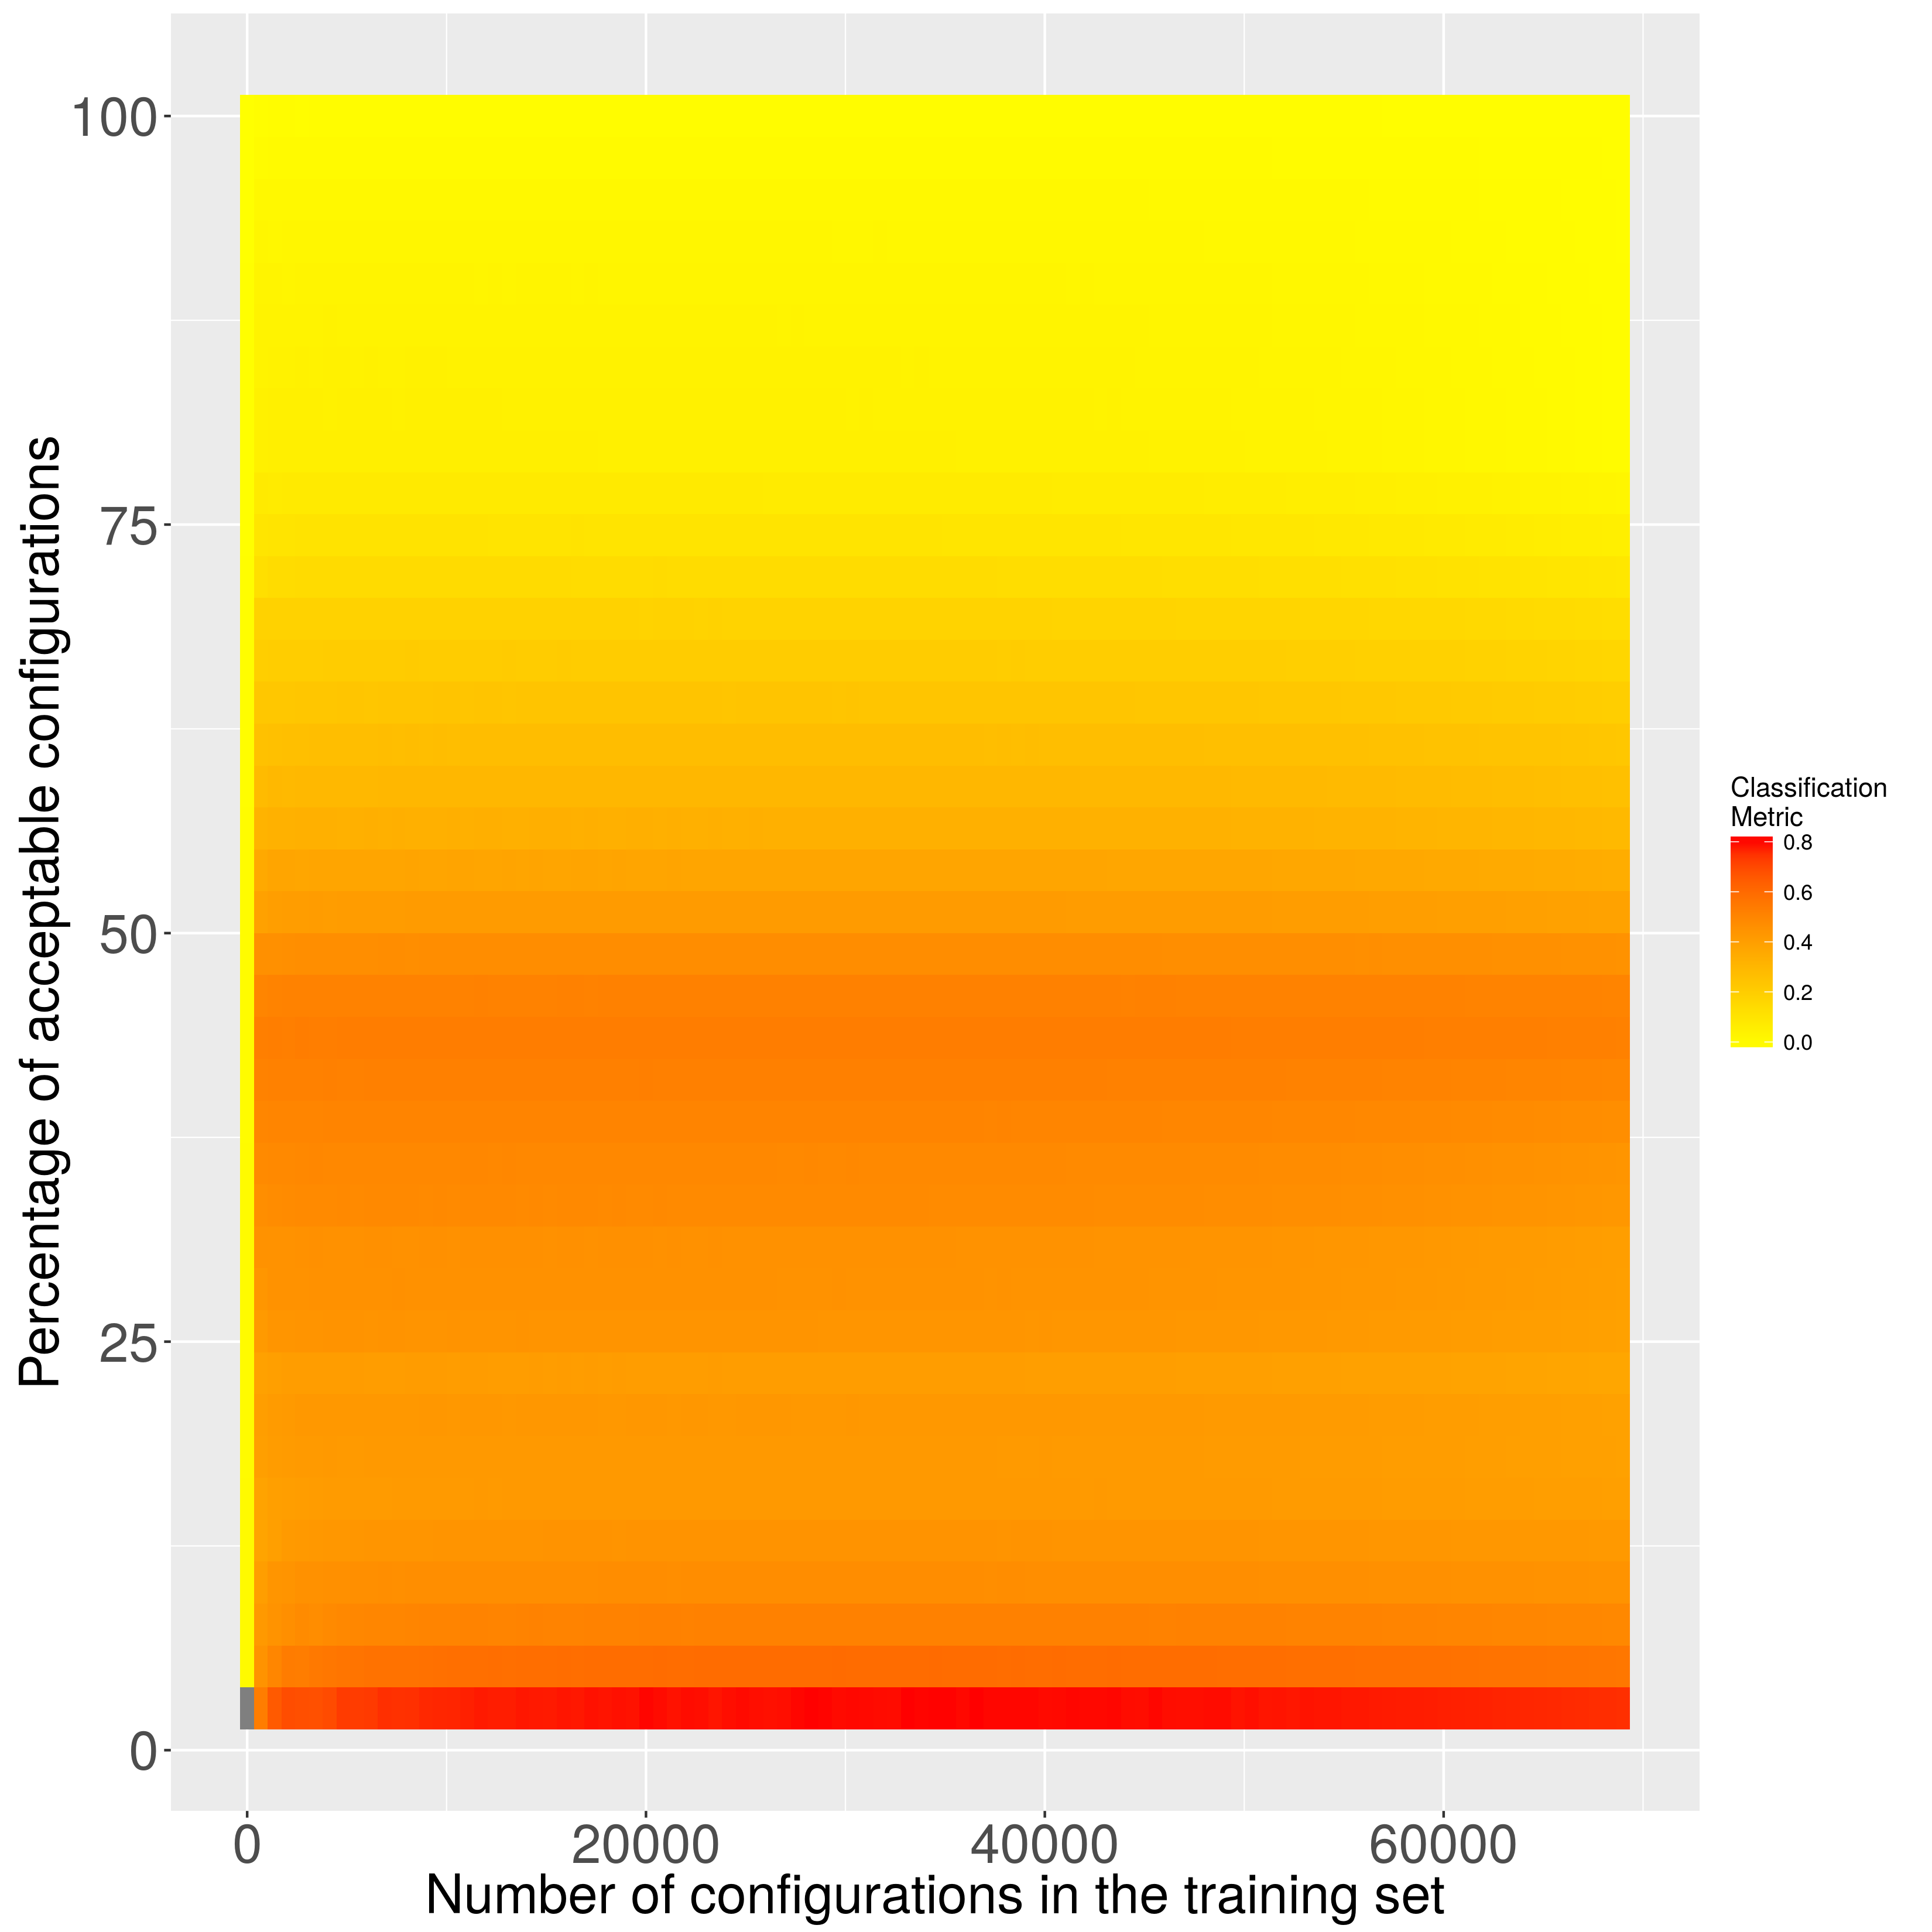 100
75
50
25
0
Percentage of acceptable configurations
0 20000 40000 60000
Number of configurations in the training set
Classification
Metric
0.8
0.6
0.4
0.2
0.0